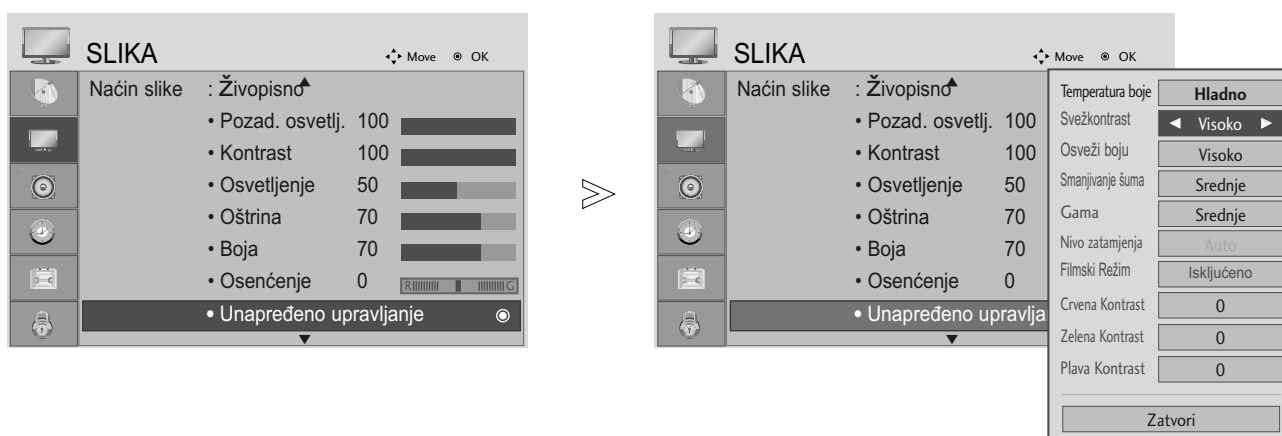 SLIKA
Move OK
Naćin slike : Živopisno
• Pozad. osvetlj. 100
• Kontrast 100
• Osvetljenje 50
• Oštrina 70
• Boja 70
• Osenćenje 0 R G
• Unapređeno upravljanje
SLIKA
Move OK
Naćin slike : Živopisno
• Pozad. osvetlj. 100
• Kontrast 100
• Osvetljenje 50
• Oštrina 70
• Boja 70
• Osenćenje 0
• Unapređeno upravlja
Temperatura boje Hladno
Svežkontrast Visoko
Osveži boju Visoko
Smanjivanje šuma Srednje
Gama Srednje
Nivo zatamjenja Auto
Filmski Režim Iskljućeno
Crvena Kontrast 0
Zelena Kontrast 0
Plava Kontrast 0
Zatvori